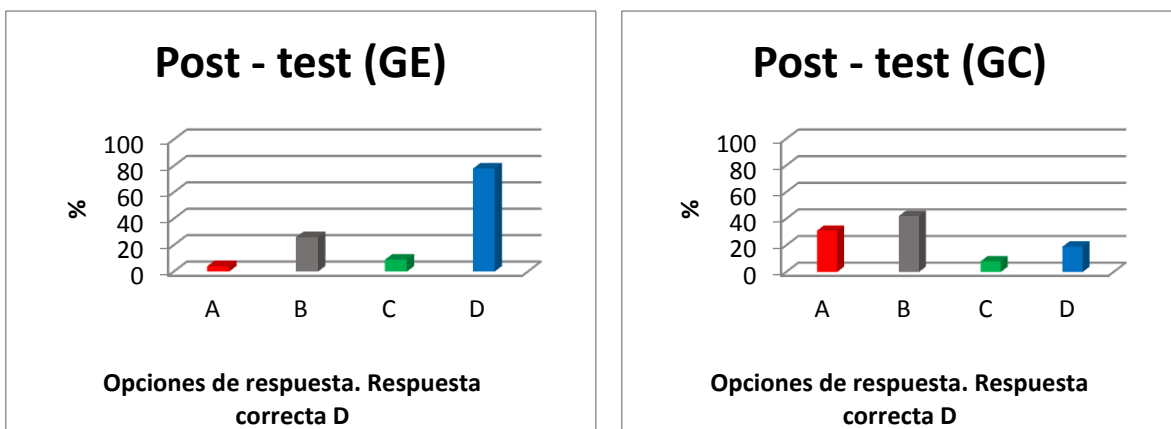 Post - test (GE)
100
80
60
40
20
0
%
A B C D
Opciones de respuesta. Respuesta
correcta D
Post - test (GC)
100
80
60
40
20
0
%
A B C D
Opciones de respuesta. Respuesta
correcta D